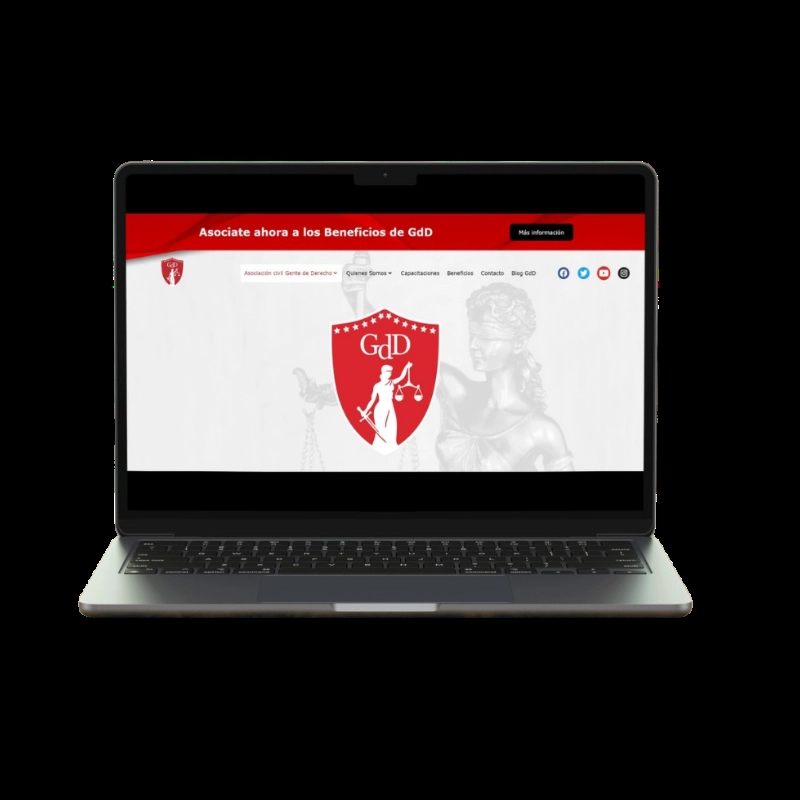 Asociate ahora a los Beneficios de GdD
Más información
GdD
Asociación civil Gente de Derecho
Quienes Somos
Capacitaciones
Beneficios
Contacto
Blog GdD
GdD